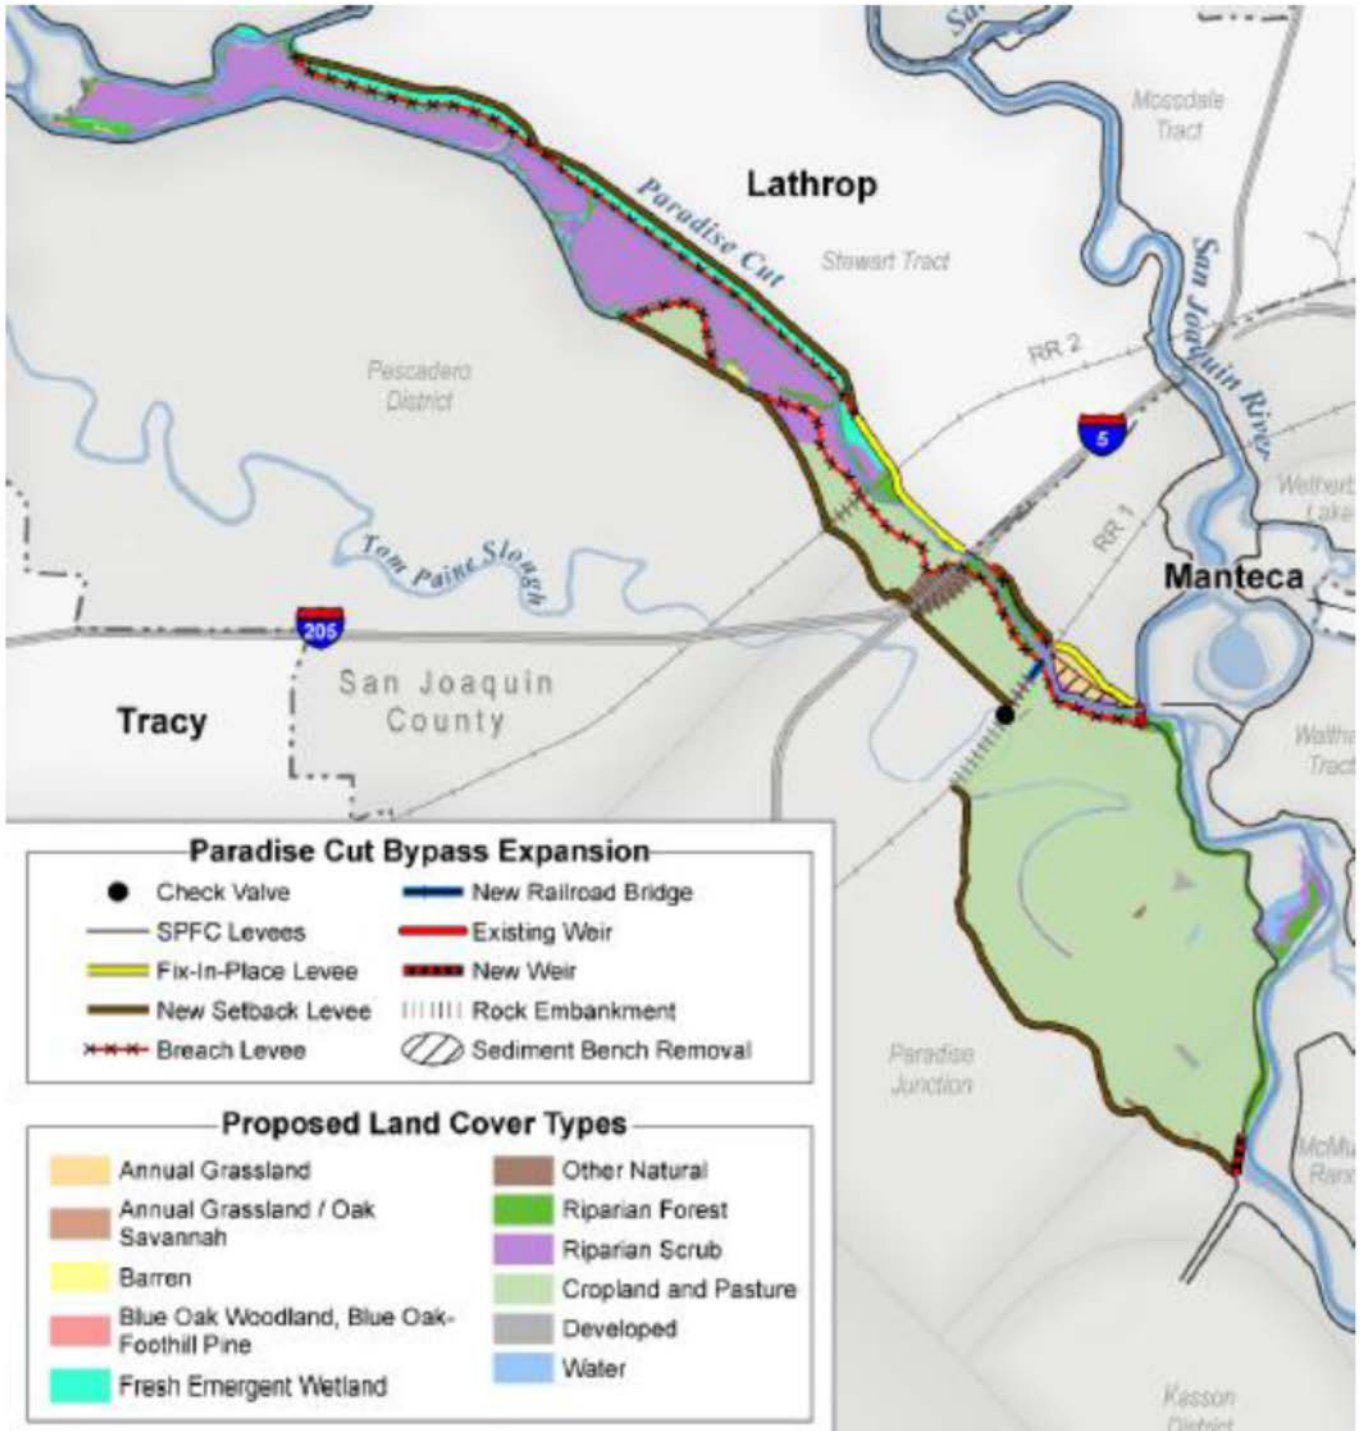 Mossdale
Tract
Lathrop
Paradise Cut
Stewart Tract
San Joaquin River
RR 2
Pescadero
District
5
RR 1
Lake
Tom Paine Slough
Manteca
205
San Joaquin
County
Tracy
Tract
Paradise Cut Bypass Expansion
Check Valve
New Railroad Bridge
SPFC Levees
Existing Weir
Fix-In-Place Levee
New Weir
New Setback Levee
Rock Embankment
Breach Levee
Sediment Bench Removal
Paradise
Junction
Proposed Land Cover Types
Annual Grassland
Other Natural
Annual Grassland / Oak
Savannah
Riparian Forest
Riparian Scrub
Barren
Cropland and Pasture
Blue Oak Woodland, Blue Oak-
Foothill Pine
Developed
Water
Fresh Emergent Wetland
Kasson
District